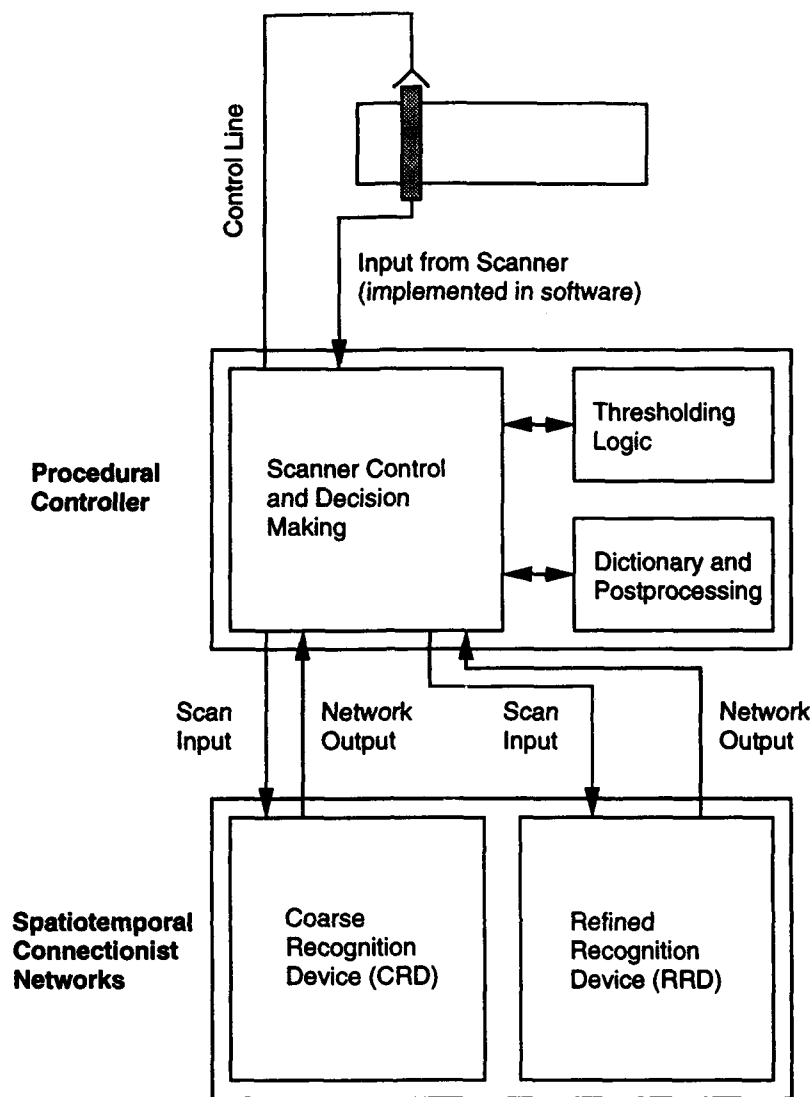 Control Line
Input from Scanner
(implemented in software)
Procedural
Controller
Scanner Control
and Decision
Making
Thresholding
Logic
Dictionary and
Postprocessing
Scan
Input
Network
Output
Scan
Input
Network
Output
Spatiotemporal
Connectionist
Networks
Coarse
Recognition
Device (CRD)
Refined
Recognition
Device (RRD)